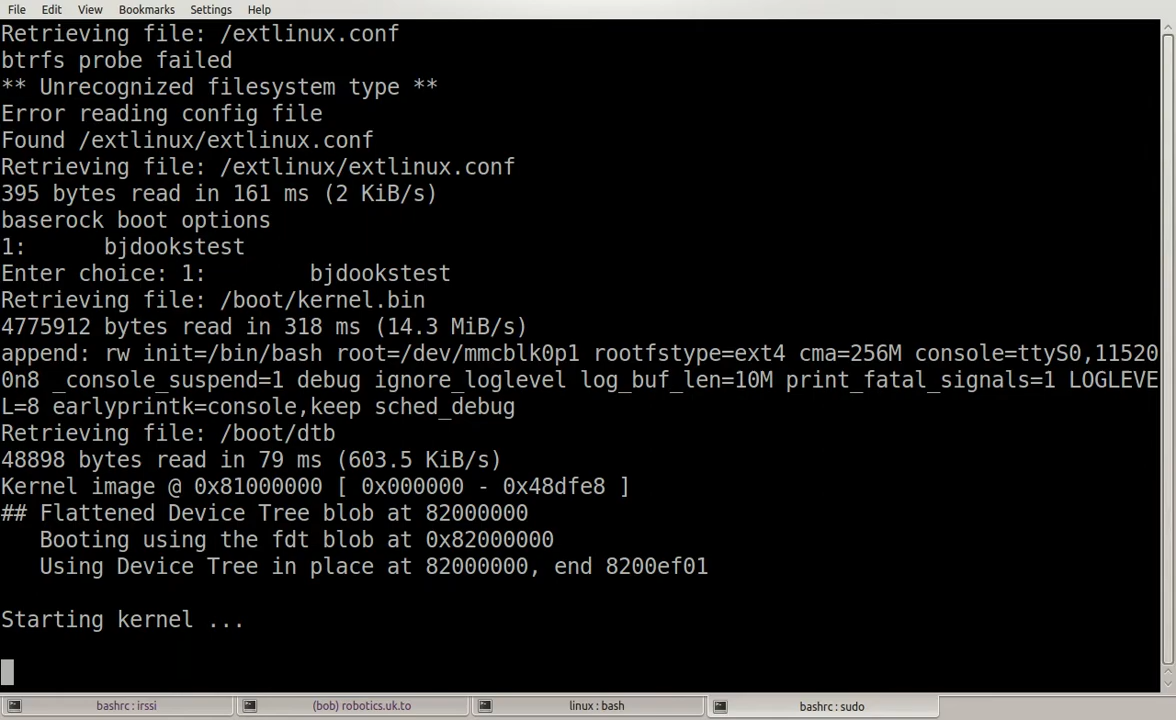 File Edit View Bookmarks Settings Help
Retrieving file: /extlinux.conf
btrfs probe failed
** Unrecognized filesystem type **
Error reading config file
Found /extlinux/extlinux.conf
Retrieving file: /extlinux/extlinux.conf
395 bytes read in 161 ms (2 KiB/s)
baserock boot options
1:      bjdookstest
Enter choice: 1:        bjdookstest
Retrieving file: /boot/kernel.bin
4775912 bytes read in 318 ms (14.3 MiB/s)
append: rw init=/bin/bash root=/dev/mmcblk0p1 rootfstype=ext4 cma=256M console=ttyS0,11520
0n8 _console_suspend=1 debug ignore_loglevel log_buf_len=10M print_fatal_signals=1 LOGLEVE
L=8 earlyprintk=console,keep sched_debug
Retrieving file: /boot/dtb
48898 bytes read in 79 ms (603.5 KiB/s)
Kernel image @ 0x81000000 [ 0x000000 - 0x48dfe8 ]
## Flattened Device Tree blob at 82000000
   Booting using the fdt blob at 0x82000000
   Using Device Tree in place at 82000000, end 8200ef01
Starting kernel ...
bashrc : irssi (bob) robotics.uk.to linux : bash bashrc : sudo